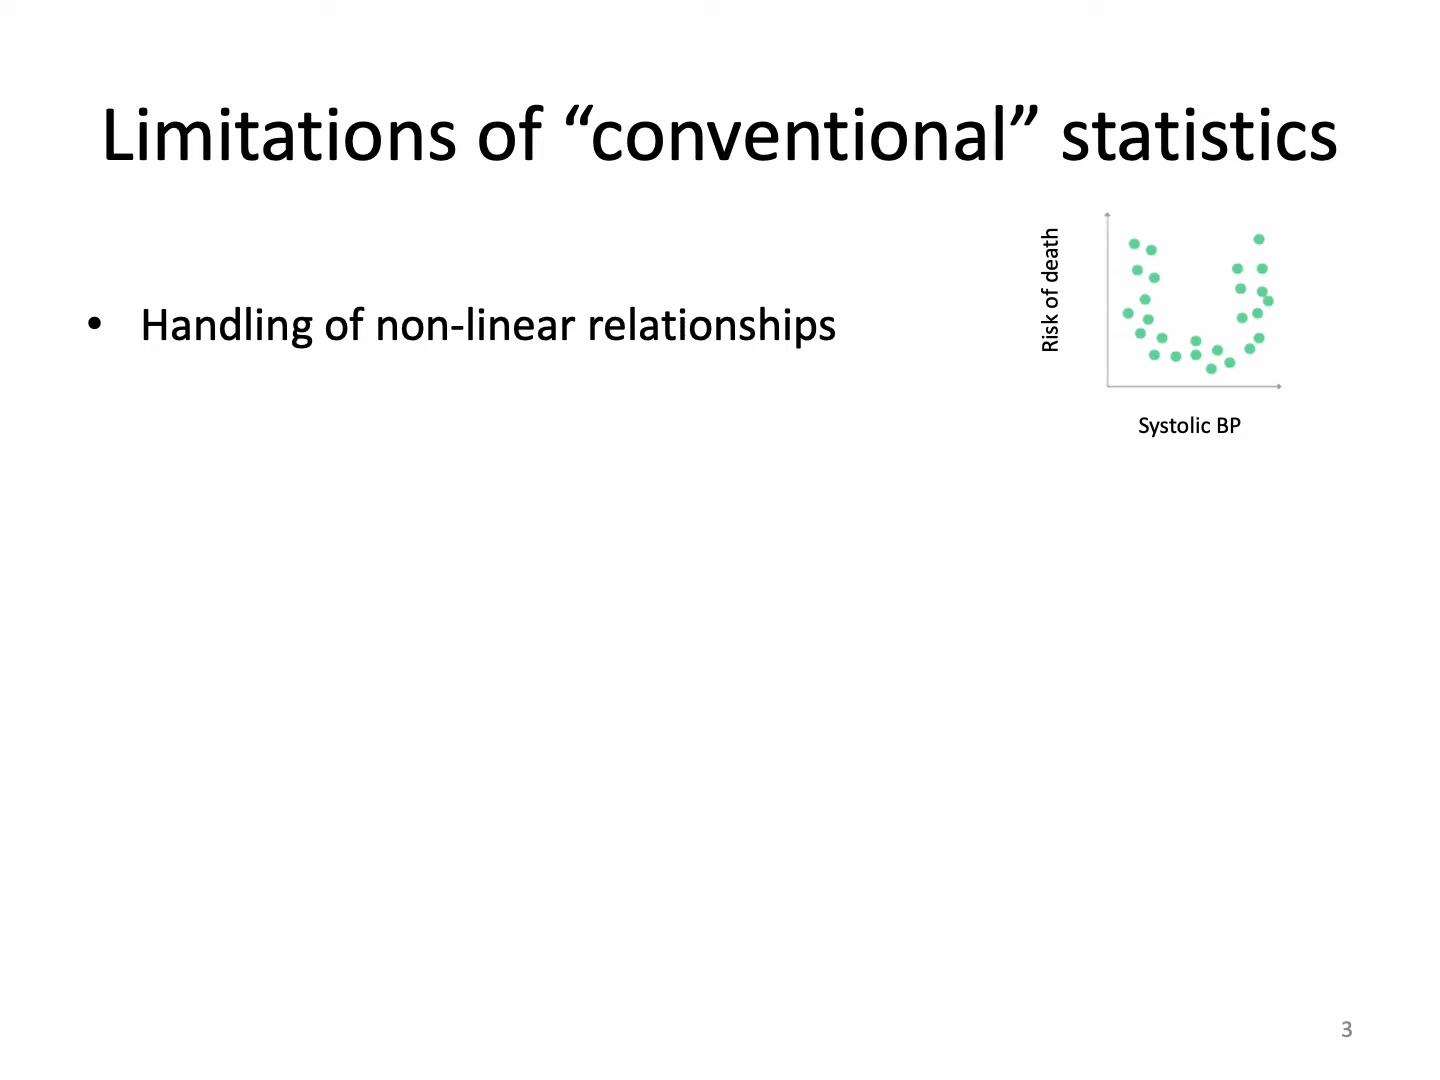 Limitations of “conventional” statistics
• Handling of non-linear relationships
Risk of death
Systolic BP
3